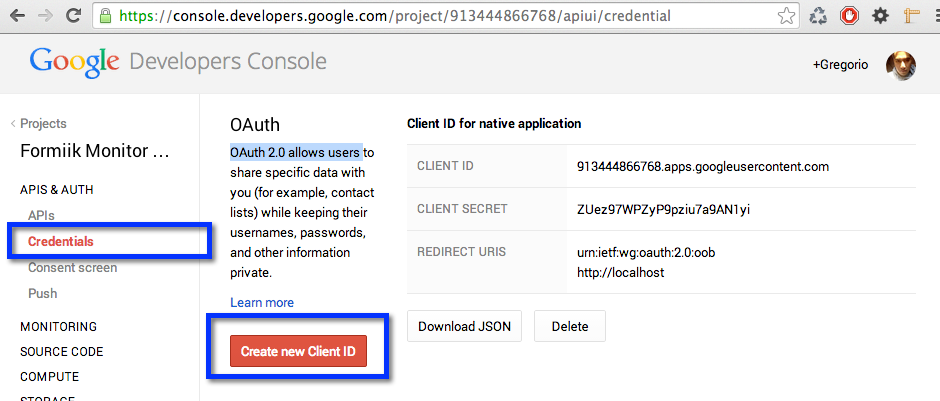 https://console.developers.google.com/project/913444866768/apiui/credential
Google Developers Console
+Gregorio
< Projects
Formiik Monitor ...
APIS & AUTH
APIs
Credentials
Consent screen
Push
MONITORING
SOURCE CODE
COMPUTE
STORAGE
OAuth
OAuth 2.0 allows users to
share specific data with
you (for example, contact
lists) while keeping their
usernames, passwords,
and other information
private.
Learn more
Create new Client ID
Client ID for native application
CLIENT ID 913444866768.apps.googleusercontent.com
CLIENT SECRET ZUez97WPZyP9pziu7a9AN1yi
REDIRECT URIS urn:ietf:wg:oauth:2.0:oob
http://localhost
Download JSON Delete